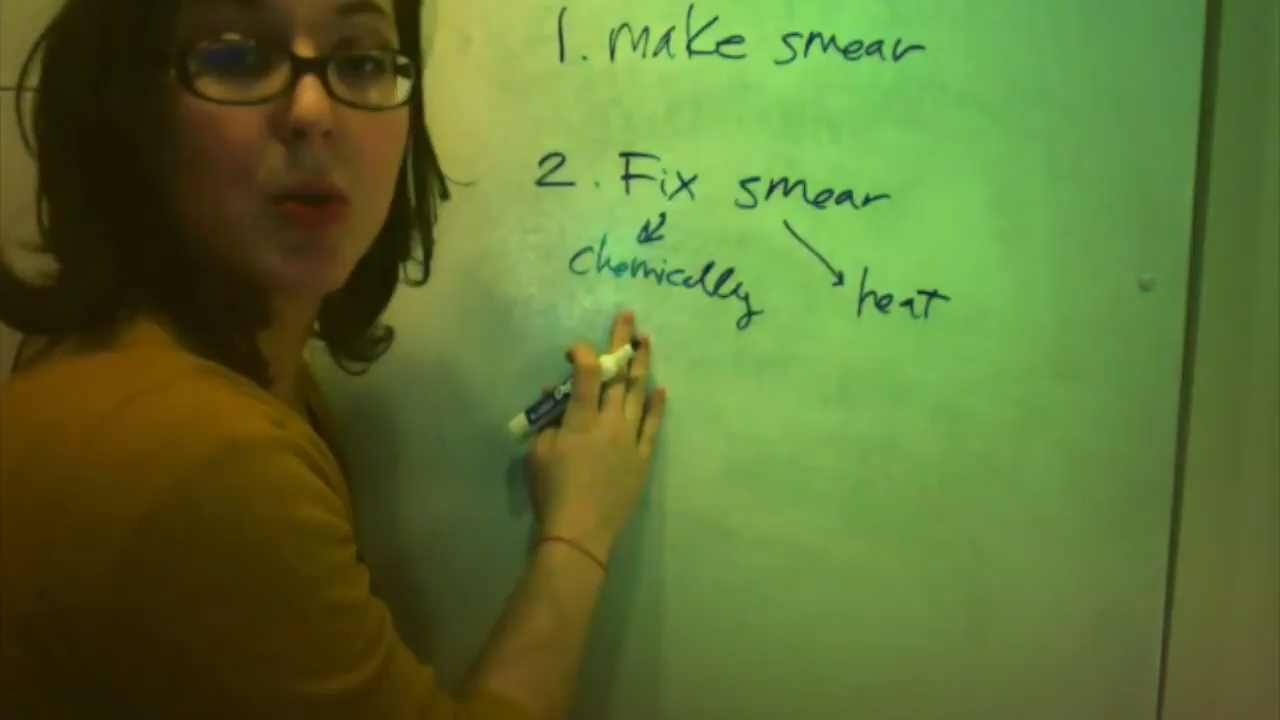 1. make smear
2. Fix smear
chemically
heat